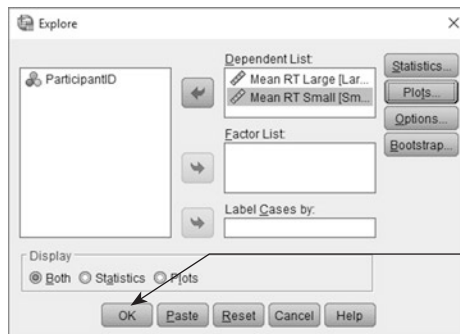 Explore
ParticipantID
Dependent List:
Mean RT Large [Lar...
Mean RT Small [Sm...
Factor List:
Label Cases by:
Statistics...
Plots...
Options...
Bootstrap...
Display
Both Statistics Plots
OK Paste Reset Cancel Help